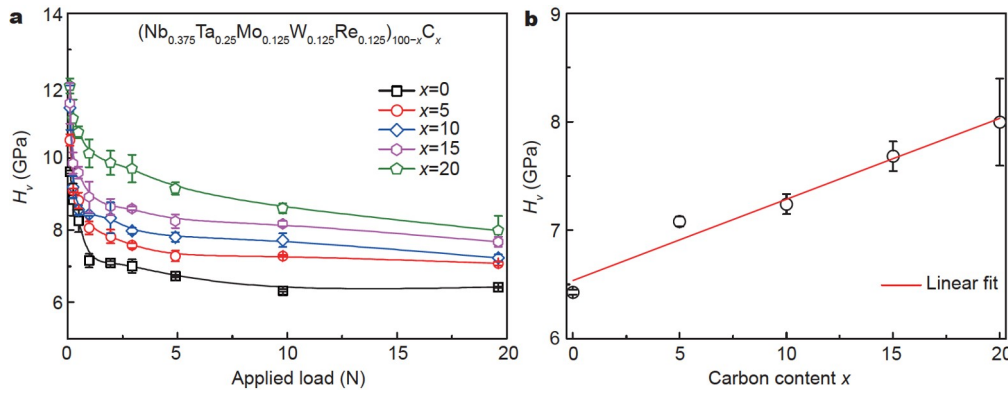 a
(Nb0.375Ta0.25Mo0.125W0.125Re0.125)100−xCx
x=0
x=5
x=10
x=15
x=20
14
12
10
8
6
Hv (GPa)
0
5
10
15
20
Applied load (N)
b
9
8
7
6
Hv (GPa)
Linear fit
0
5
10
15
20
Carbon content x